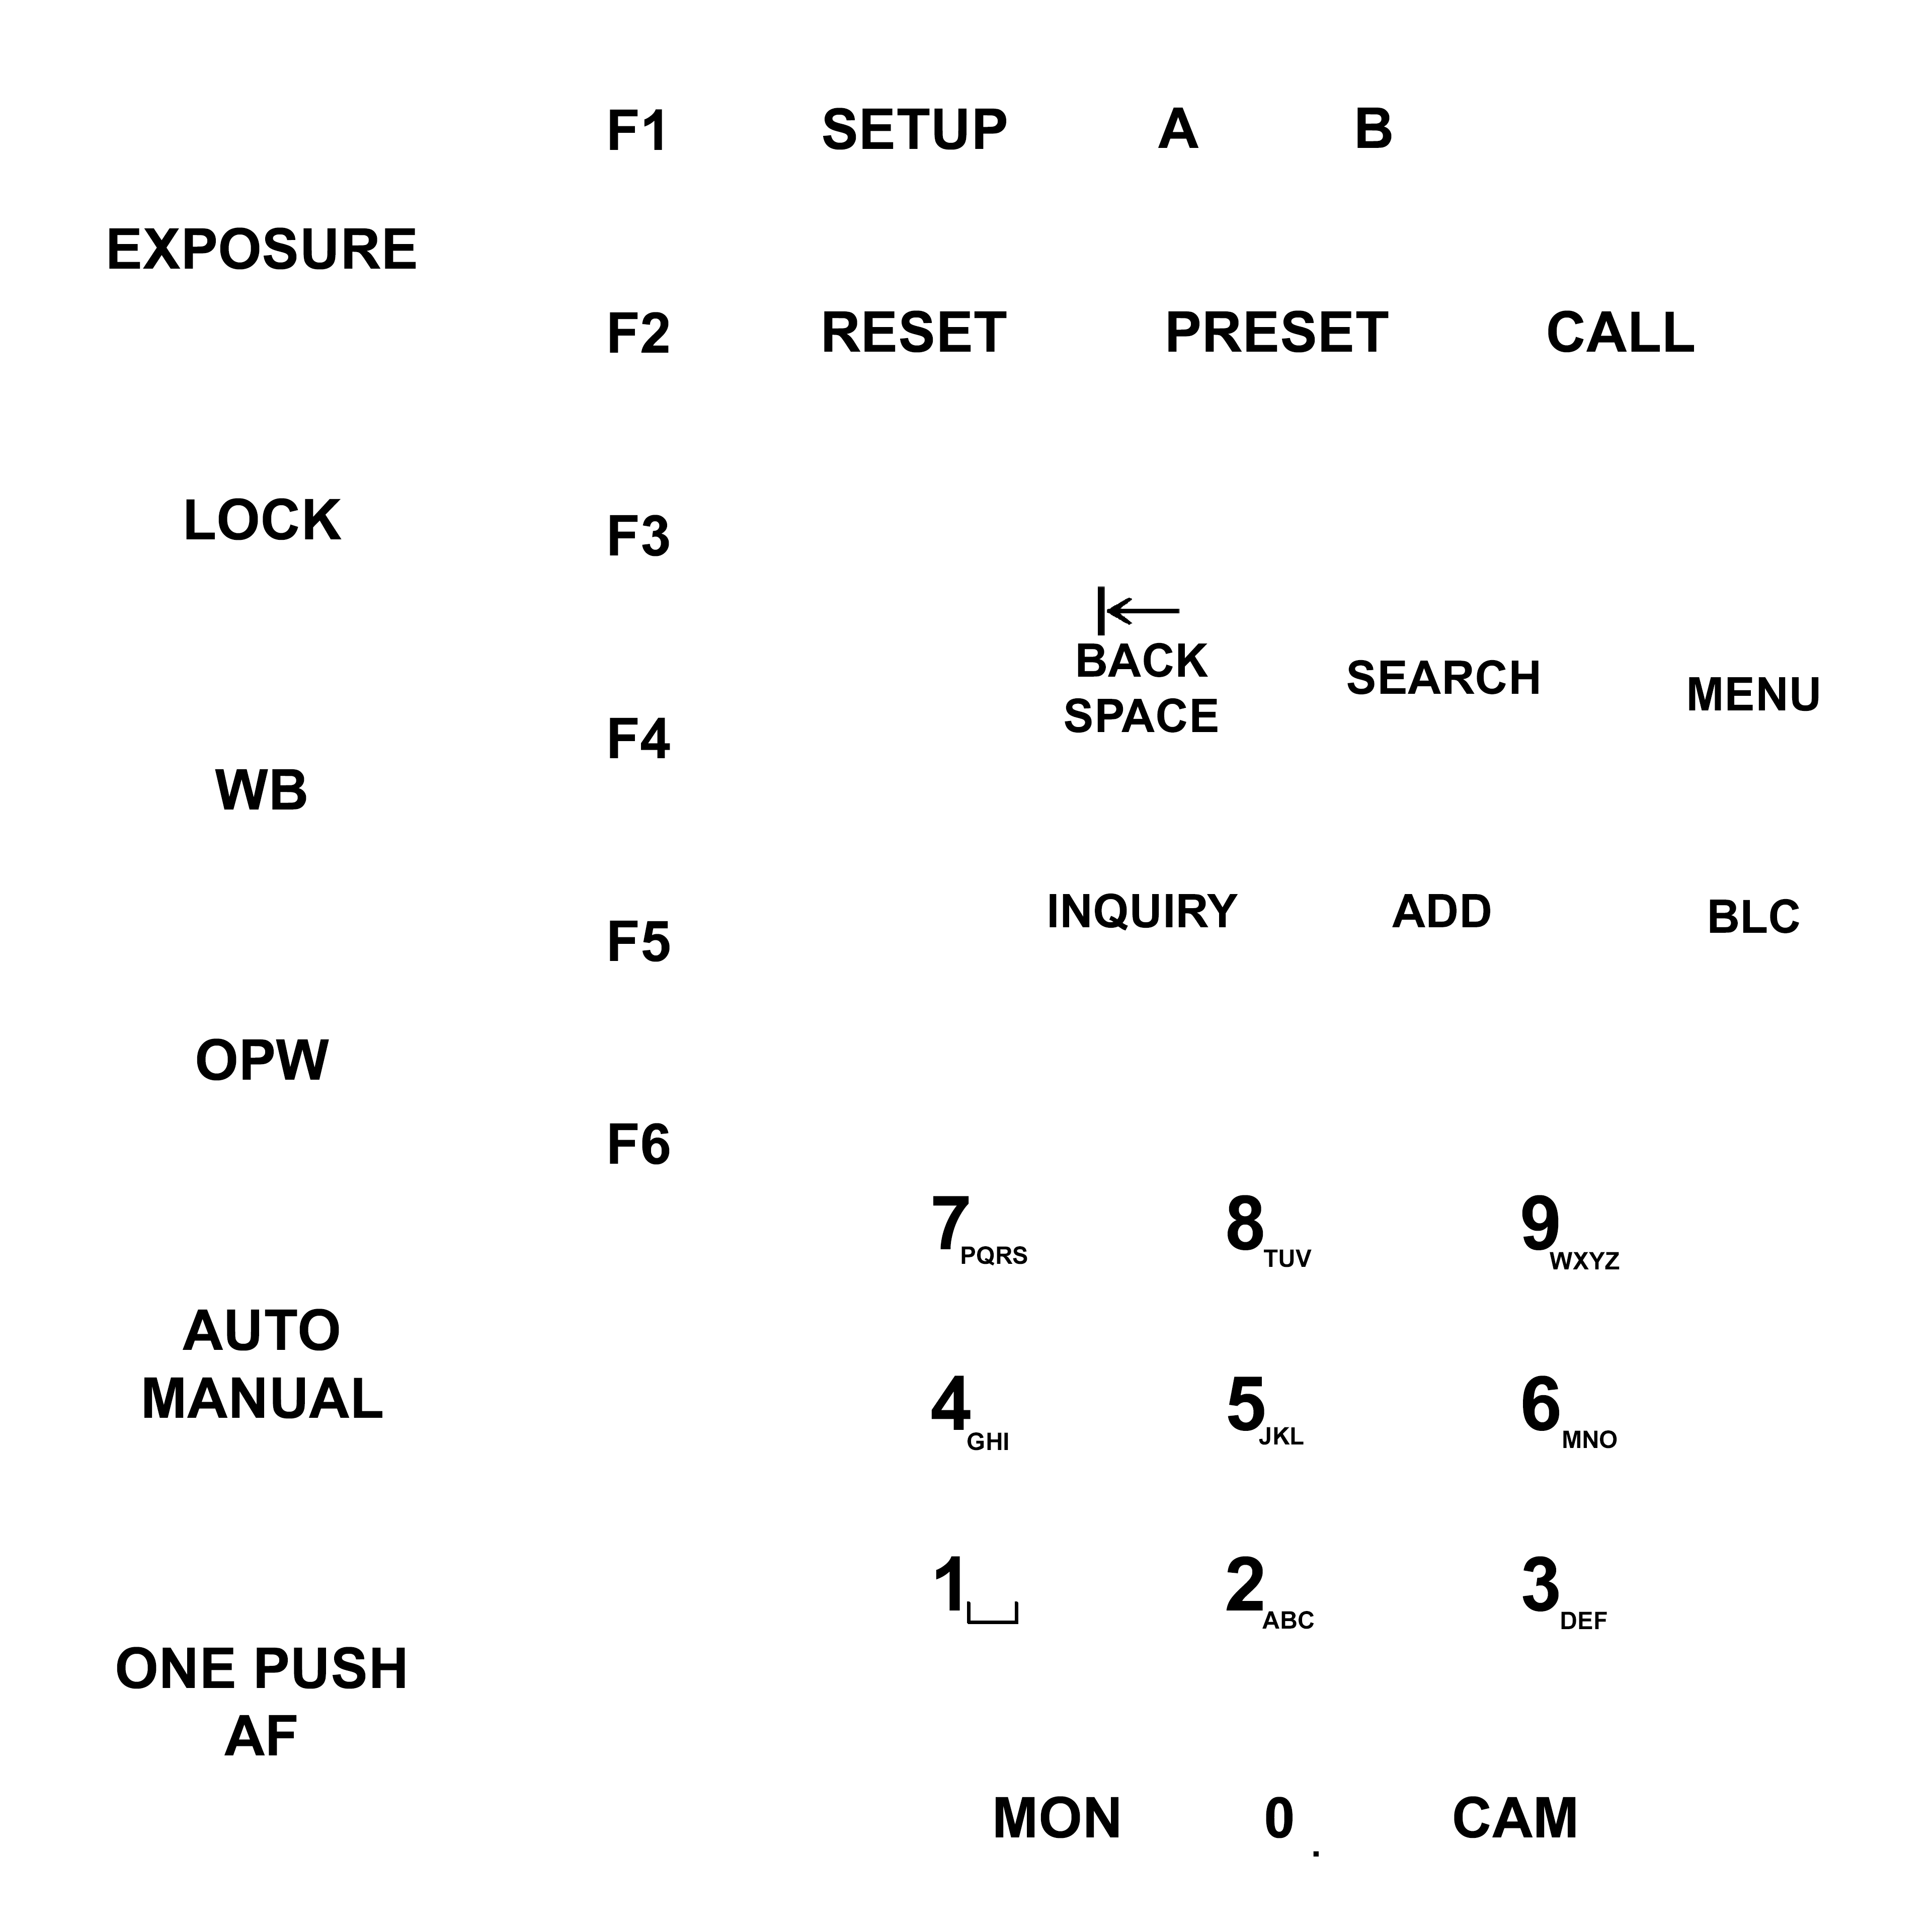 F1 SETUP A B
EXPOSURE
F2 RESET PRESET CALL
LOCK
F3
BACK
SPACE
SEARCH
MENU
F4
WB
INQUIRY ADD BLC
F5
OPW
F6
7 PQRS 8 TUV 9 WXYZ
AUTO
MANUAL
4 GHI 5 JKL 6 MNO
1 2 ABC 3 DEF
ONE PUSH
AF
MON 0 . CAM